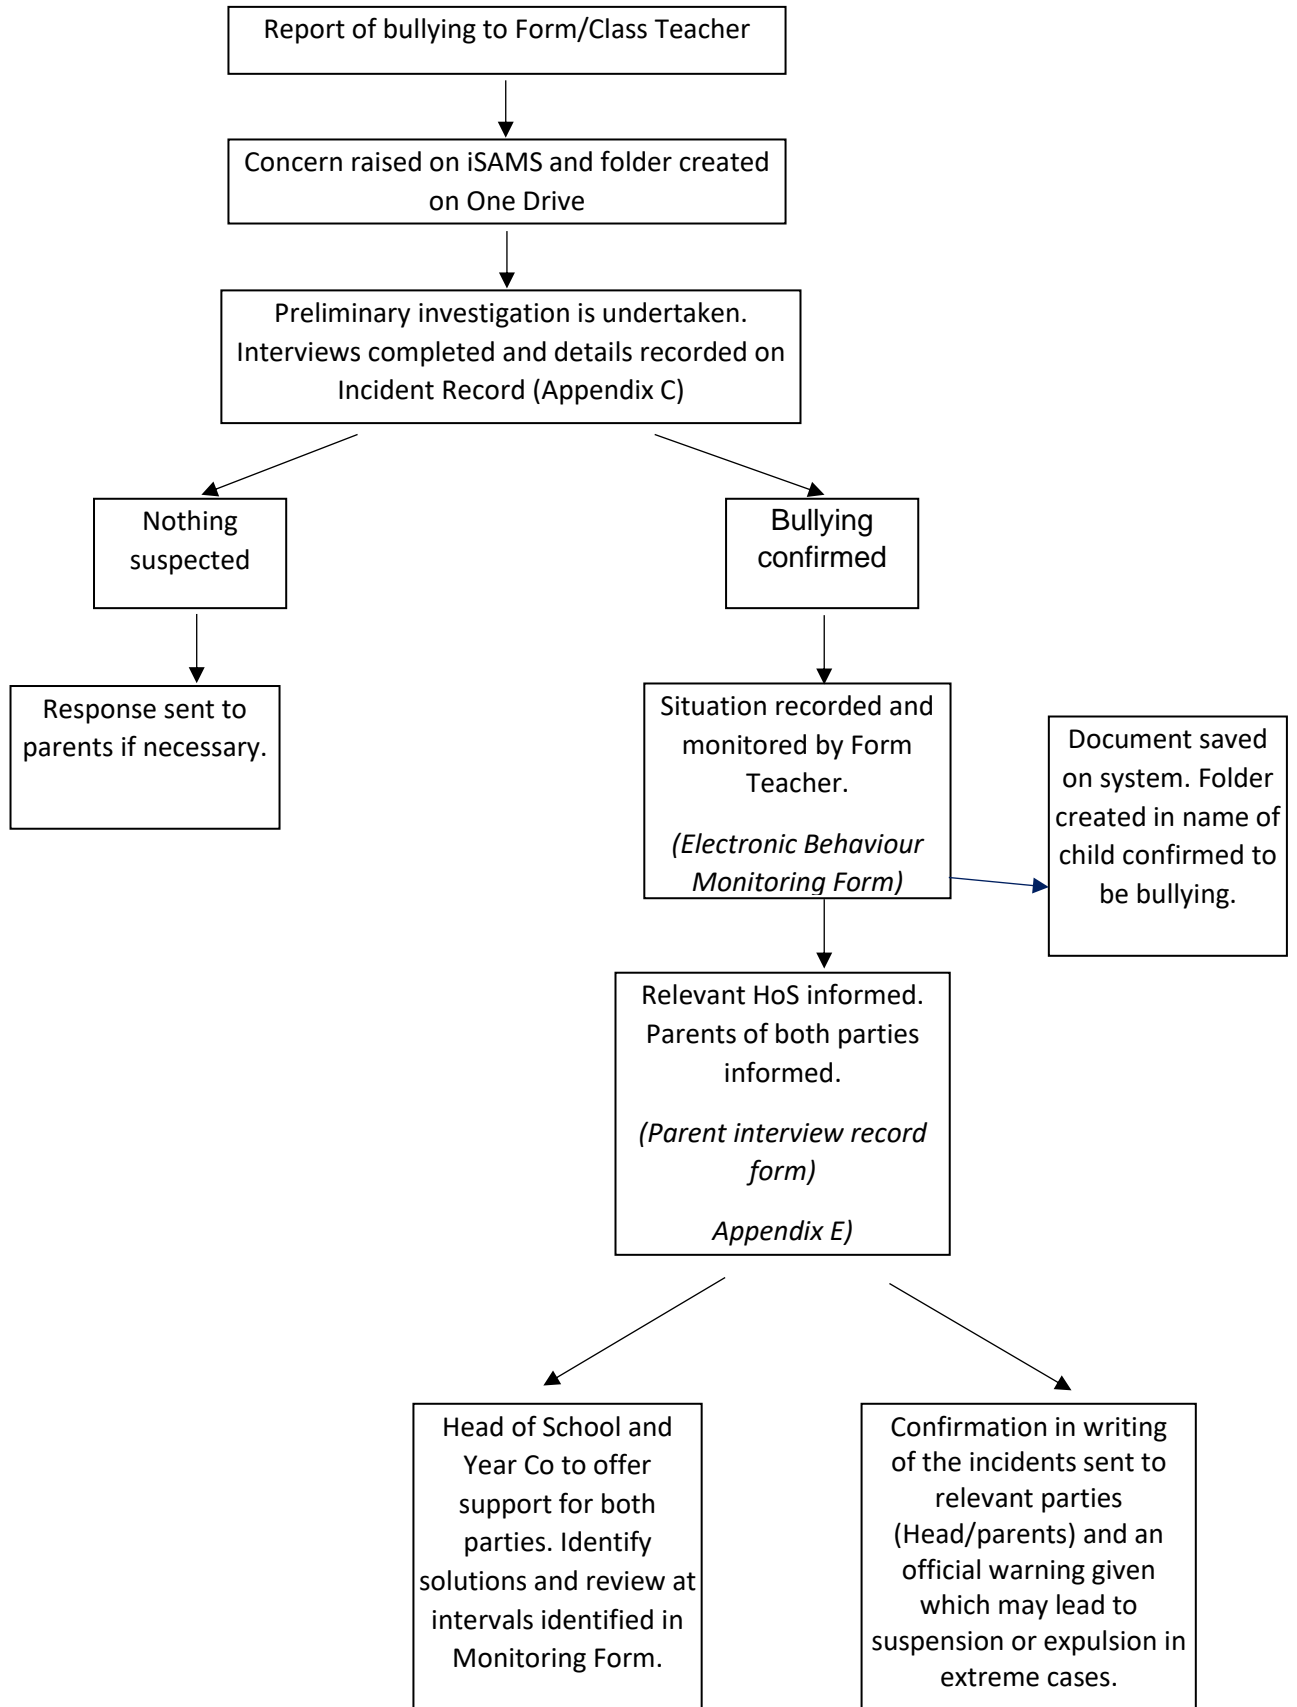 Report of bullying to Form/Class Teacher
Concern raised on iSAMS and folder created
on One Drive
Preliminary investigation is undertaken.
Interviews completed and details recorded on
Incident Record (Appendix C)
Nothing
suspected
Bullying
confirmed
Response sent to
parents if necessary.
Situation recorded and
monitored by Form
Teacher.
(Electronic Behaviour
Monitoring Form)
Document saved
on system. Folder
created in name of
child confirmed to
be bullying.
Relevant HoS informed.
Parents of both parties
informed.
(Parent interview record
form)
Appendix E)
Head of School and
Year Co to offer
support for both
parties. Identify
solutions and review at
intervals identified in
Monitoring Form.
Confirmation in writing
of the incidents sent to
relevant parties
(Head/parents) and an
official warning given
which may lead to
suspension or expulsion in
extreme cases.